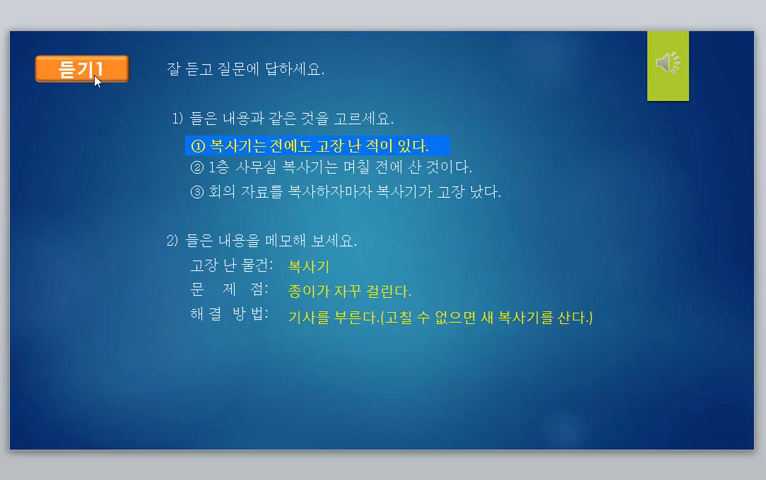 듣기1
잘 듣고 질문에 답하세요.
1) 들은 내용과 같은 것을 고르세요.
① 복사기는 전에도 고장 난 적이 있다.
② 1층 사무실 복사기는 며칠 전에 산 것이다.
③ 회의 자료를 복사하자마자 복사기가 고장 났다.
2) 들은 내용을 메모해 보세요.
고장 난 물건: 복사기
문 제 점: 종이가 자꾸 걸린다.
해 결 방 법: 기사를 부른다.(고칠 수 없으면 새 복사기를 산다.)